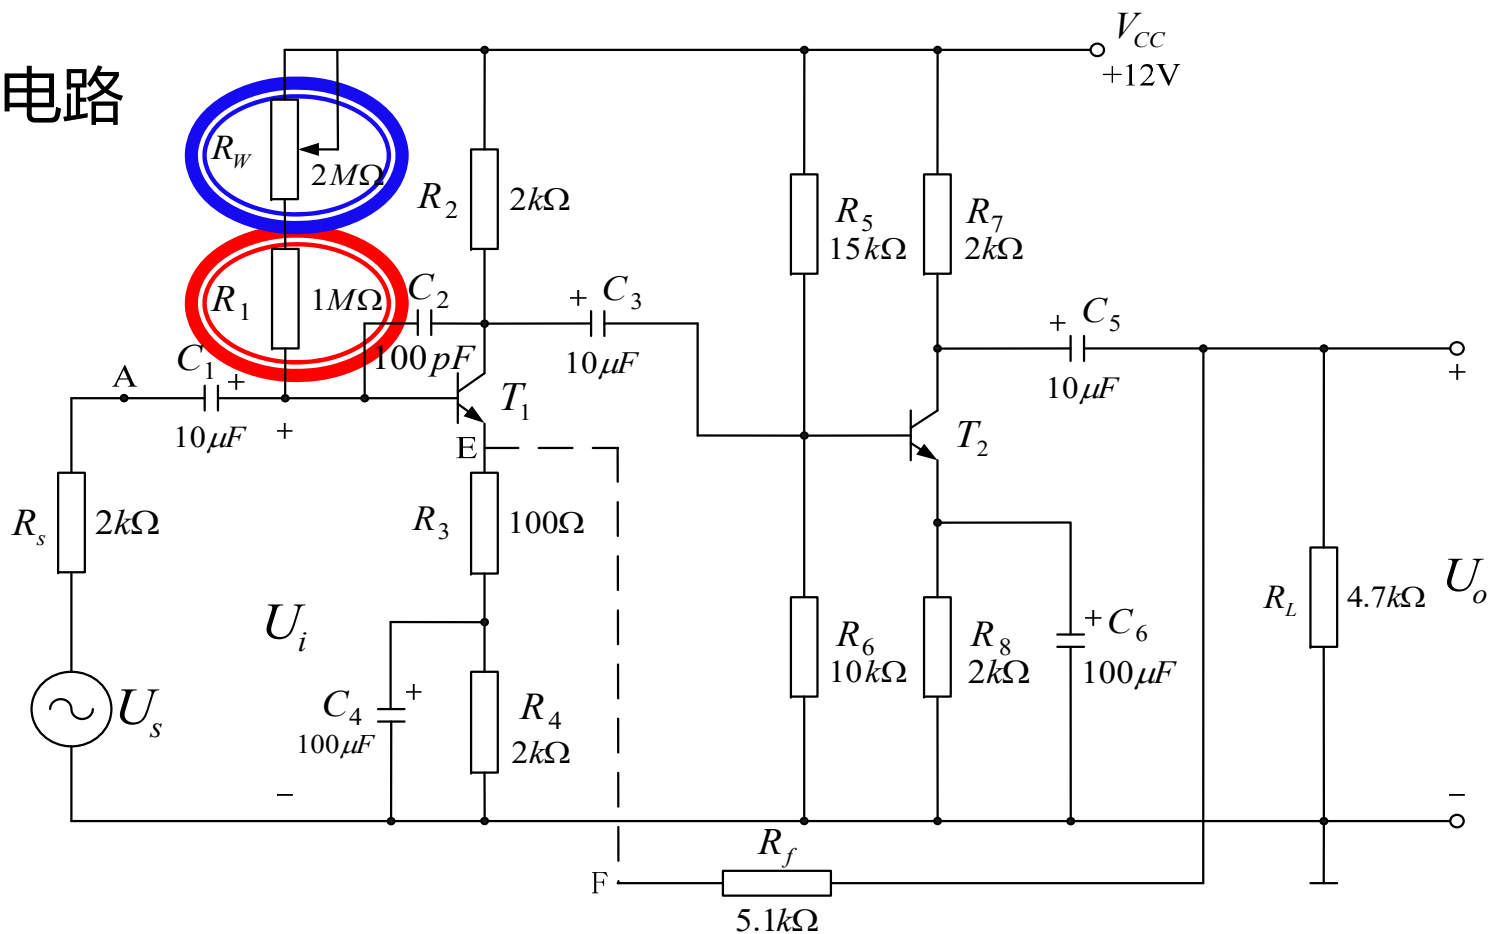 电路
V_CC
+12V
R_W
2MΩ
R_2
2kΩ
R_5
15kΩ
R_7
2kΩ
R_1
1MΩ
C_2
100pF
+
C_3
10μF
+
C_5
10μF
A
C_1
+
10μF
+
T_1
E
T_2
+
R_s
2kΩ
R_3
100Ω
U_i
U_s
C_4
+
100μF
R_4
2kΩ
R_6
10kΩ
R_8
2kΩ
+
C_6
100μF
R_L
4.7kΩ
U_o
−
−
R_f
F
5.1kΩ